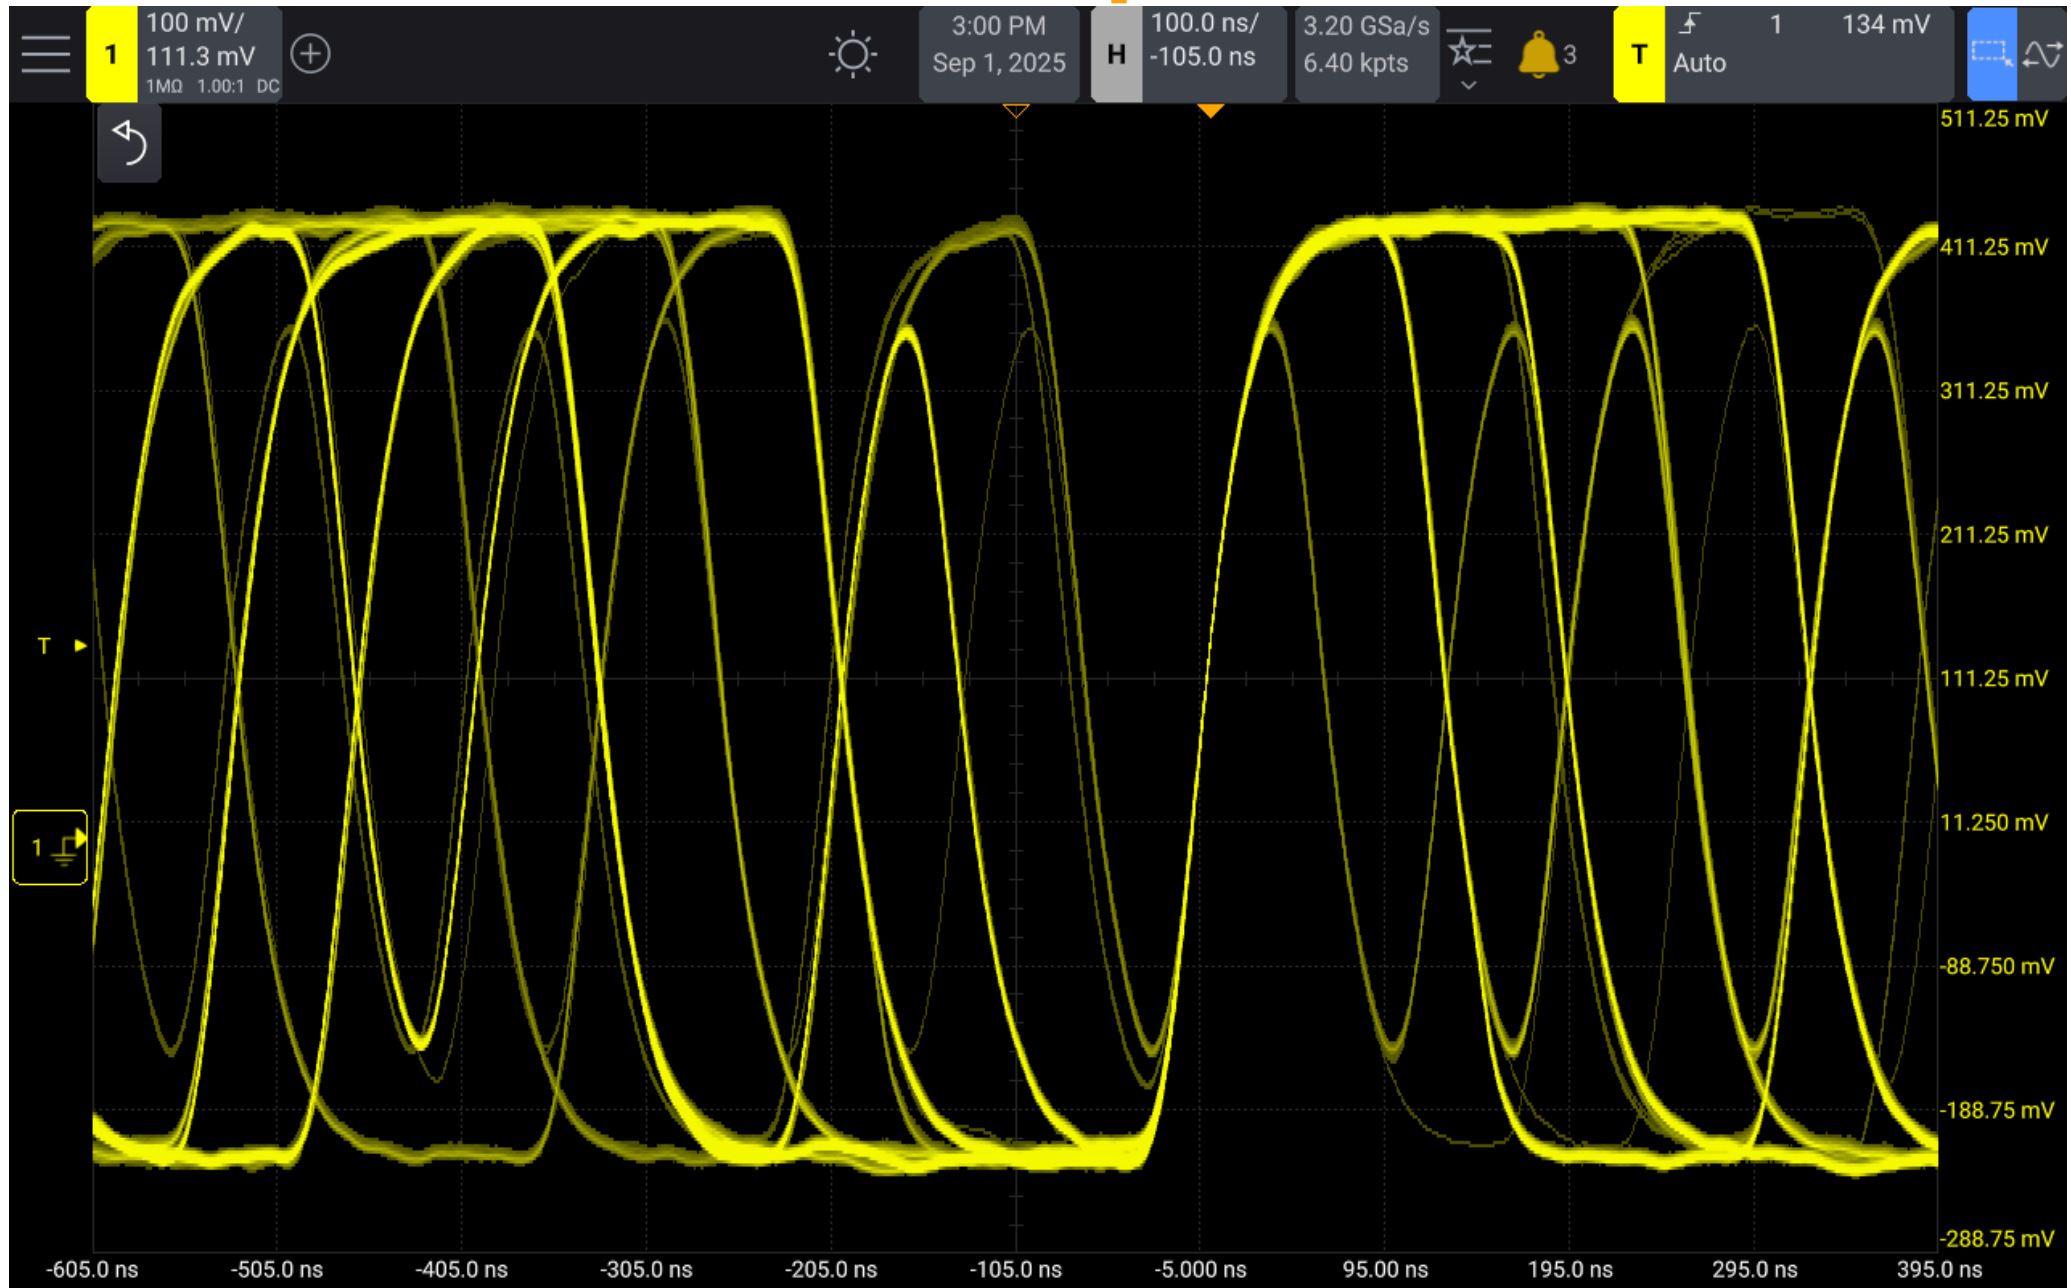 1
100 mV/
111.3 mV
1MΩ 1.00:1 DC
3:00 PM
Sep 1, 2025
H
100.0 ns/
-105.0 ns
3.20 GSa/s
6.40 kpts
3
T
1 134 mV
Auto
511.25 mV
411.25 mV
311.25 mV
211.25 mV
T
111.25 mV
11.250 mV
1
-88.750 mV
-188.75 mV
-288.75 mV
-605.0 ns -505.0 ns -405.0 ns -305.0 ns -205.0 ns -105.0 ns -5.000 ns 95.00 ns 195.0 ns 295.0 ns 395.0 ns